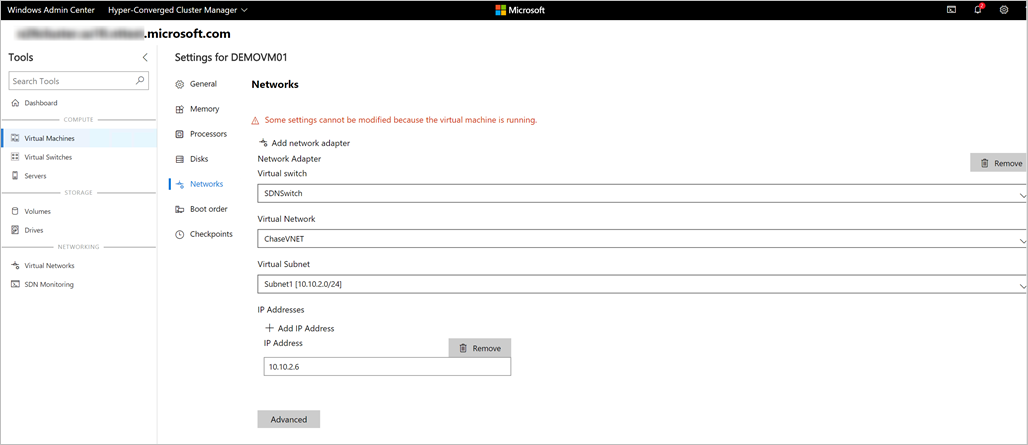 Windows Admin Center Hyper-Converged Cluster Manager Microsoft 2
.microsoft.com
Tools
Search Tools
Dashboard
COMPUTE
Virtual Machines
Virtual Switches
Servers
STORAGE
Volumes
Drives
NETWORKING
Virtual Networks
SDN Monitoring
Settings for DEMOVM01
General
Memory
Processors
Disks
Networks
Boot order
Checkpoints
Networks
Some settings cannot be modified because the virtual machine is running.
Add network adapter
Network Adapter
Remove
Virtual switch
SDNSwitch
Virtual Network
ChaseVNET
Virtual Subnet
Subnet1 [10.10.2.0/24]
IP Addresses
Add IP Address
IP Address
Remove
10.10.2.6
Advanced